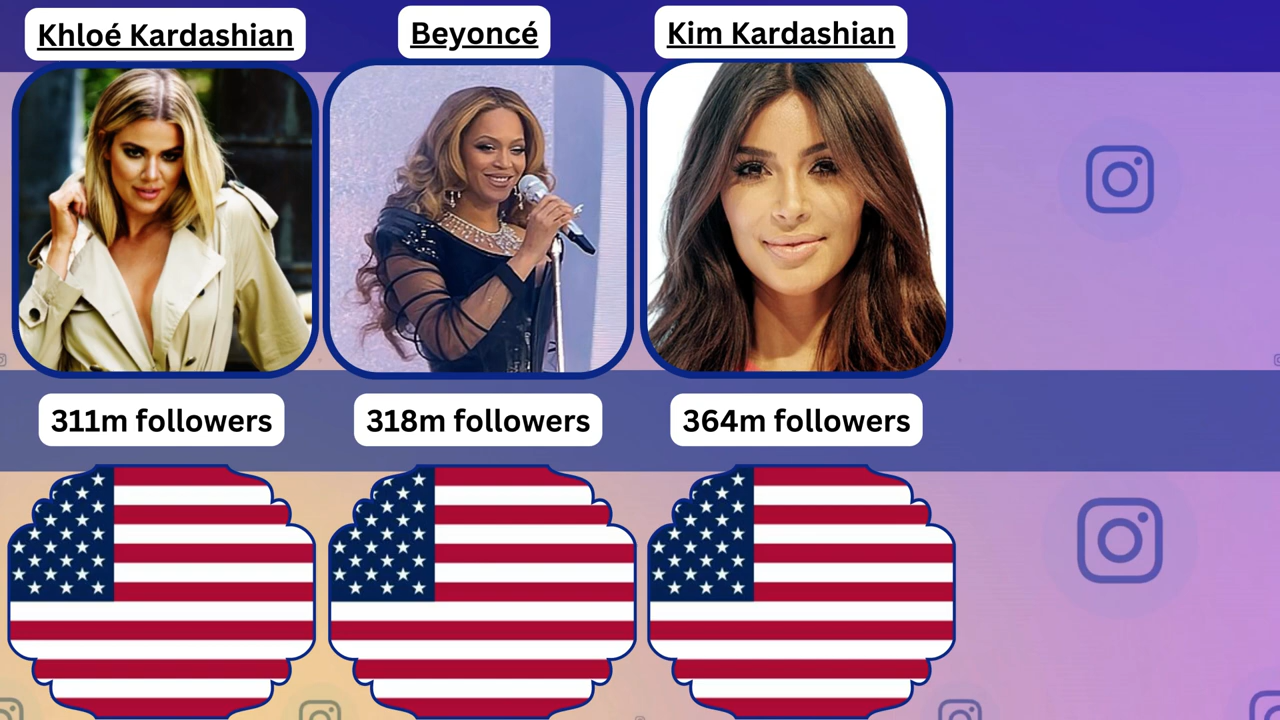 Khloé Kardashian
Beyoncé
Kim Kardashian
311m followers
318m followers
364m followers